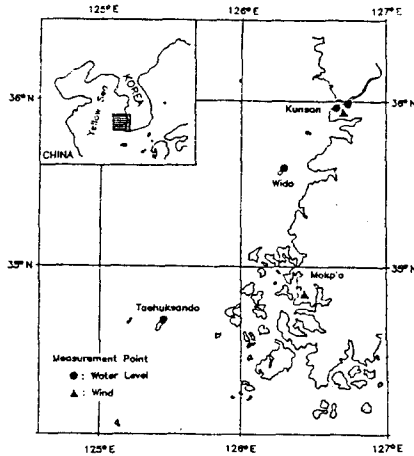 125°E 126°E 127°E
36°N 36°N
KOREA
Yellow Sea
CHINA
Kunsan
Wido
35°N 35°N
Mokp'o
Taehuksando
Measurement Point
● : Water Level
▲ : Wind
125°E 126°E 127°E